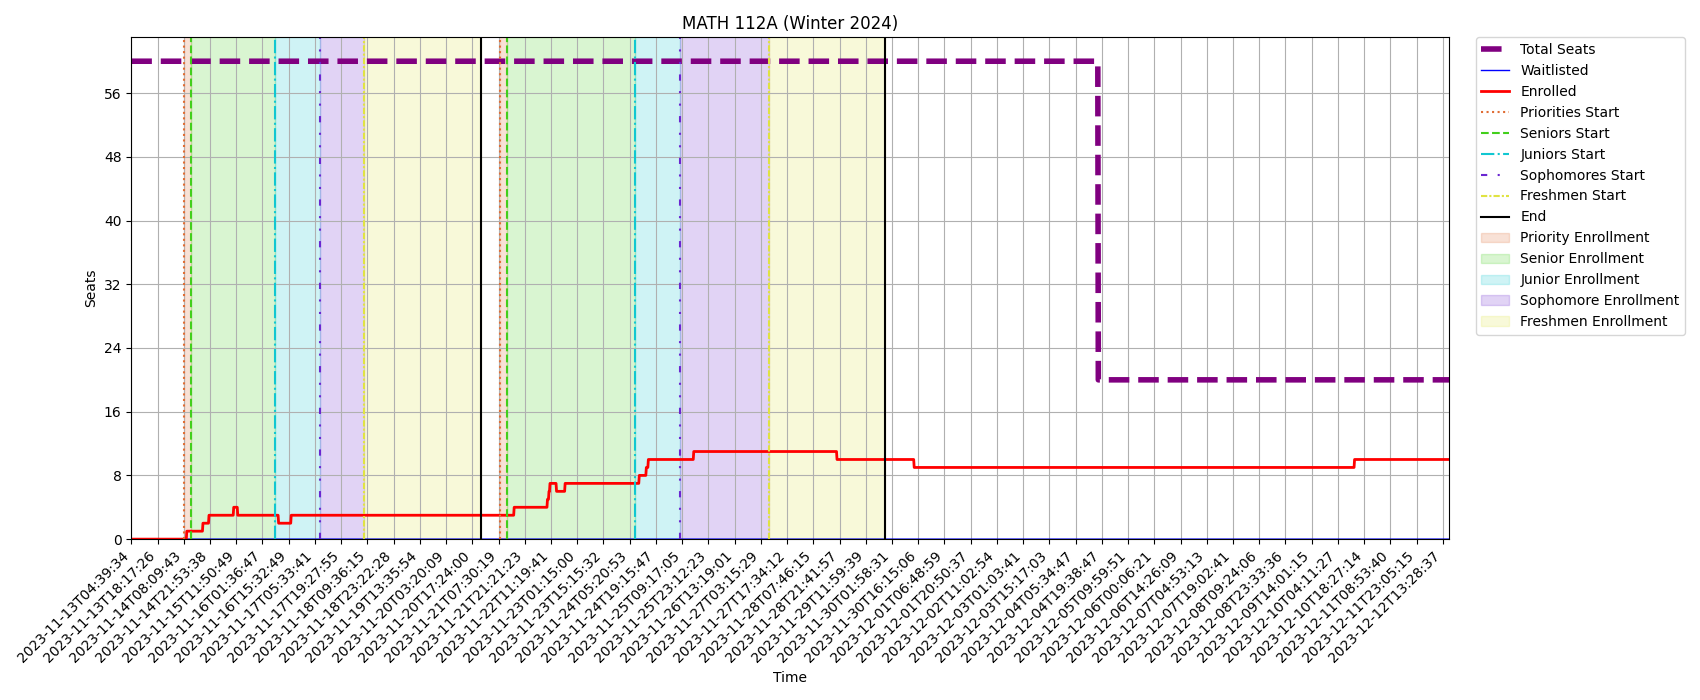 MATH 112A (Winter 2024)
Seats
56
48
40
32
24
16
8
0
2023-11-13T04:39:34
2023-11-13T18:17:26
2023-11-14T08:09:43
2023-11-14T21:53:38
2023-11-15T11:50:49
2023-11-16T01:36:47
2023-11-16T15:32:49
2023-11-17T05:33:41
2023-11-17T19:27:55
2023-11-18T09:36:15
2023-11-18T23:22:28
2023-11-19T13:35:54
2023-11-20T03:20:09
2023-11-20T17:24:00
2023-11-21T07:30:19
2023-11-21T21:21:23
2023-11-22T11:19:41
2023-11-23T01:15:00
2023-11-23T15:15:32
2023-11-24T05:20:53
2023-11-24T19:15:47
2023-11-25T09:17:05
2023-11-25T23:12:23
2023-11-26T13:19:01
2023-11-27T03:15:29
2023-11-27T17:34:12
2023-11-28T07:46:15
2023-11-28T21:41:57
2023-11-29T11:59:39
2023-11-30T01:58:31
2023-11-30T16:15:06
2023-12-01T06:48:59
2023-12-01T20:50:37
2023-12-02T11:02:54
2023-12-03T01:03:41
2023-12-03T15:17:03
2023-12-04T05:34:47
2023-12-04T19:38:47
2023-12-05T09:59:51
2023-12-06T00:06:21
2023-12-06T14:26:09
2023-12-07T04:53:13
2023-12-07T19:02:41
2023-12-08T09:24:06
2023-12-08T23:33:36
2023-12-09T14:01:15
2023-12-10T04:11:27
2023-12-10T18:27:14
2023-12-11T08:53:40
2023-12-11T23:05:15
2023-12-12T13:28:37
Time
Total Seats
Waitlisted
Enrolled
Priorities Start
Seniors Start
Juniors Start
Sophomores Start
Freshmen Start
End
Priority Enrollment
Senior Enrollment
Junior Enrollment
Sophomore Enrollment
Freshmen Enrollment